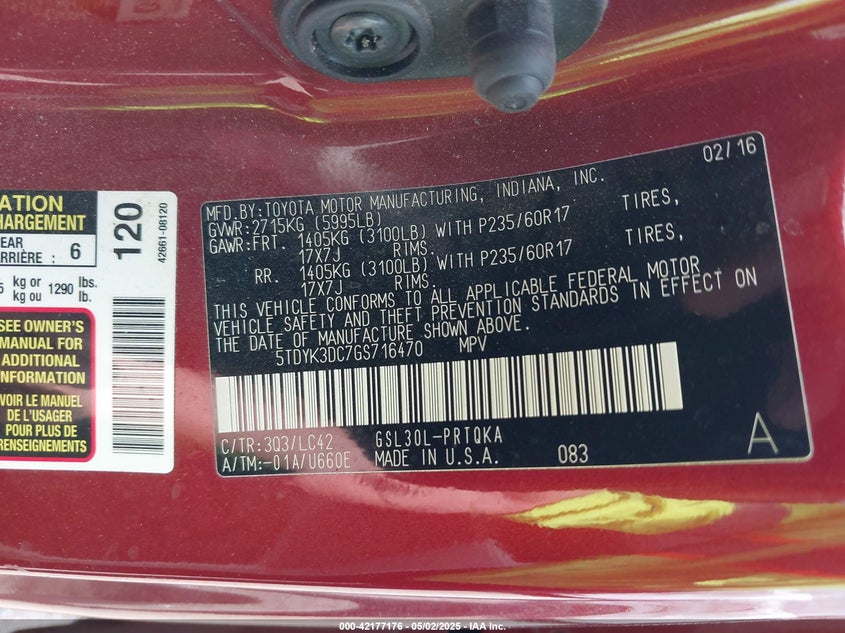 ATION
CHARGEMENT
EAR
ARRIÈRE : 6
kg or 1290 lbs.
kg ou lb.
SEE OWNER'S
MANUAL FOR
ADDITIONAL
INFORMATION
VOIR LE MANUEL
DE L'USAGER
POUR PLUS DE
RENSEIGNEMENTS
120
42661-08120
02/16
MFD.BY:TOYOTA MOTOR MANUFACTURING, INDIANA, INC.
GVWR:2715KG (5995LB)
GAWR:FRT. 1405KG (3100LB) WITH P235/60R17 TIRES,
17X7J RIMS.
RR. 1405KG (3100LB) WITH P235/60R17 TIRES,
17X7J RIMS.
THIS VEHICLE CONFORMS TO ALL APPLICABLE FEDERAL MOTOR
VEHICLE SAFETY AND THEFT PREVENTION STANDARDS IN EFFECT ON
THE DATE OF MANUFACTURE SHOWN ABOVE.
5TDYK3DC7GS716470 MPV
C/TR:3Q3/LC42 GSL30L-PRTQKA
A/TM:-01A/U660E MADE IN U.S.A. 083 A
000-42177176 - 05/02/2025 - IAA Inc.